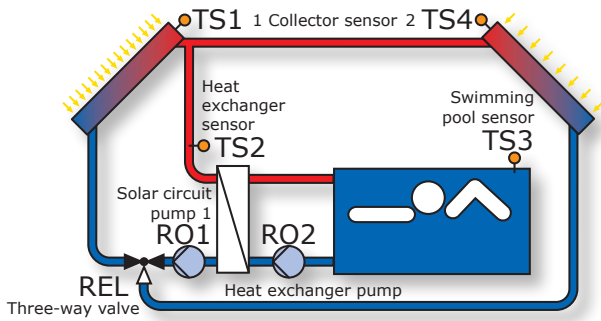 TS1 1 Collector sensor 2 TS4
Heat
exchanger
sensor
TS2
Swimming
pool sensor
TS3
Solar circuit
pump 1
RO1
RO2
REL
Three-way valve
Heat exchanger pump